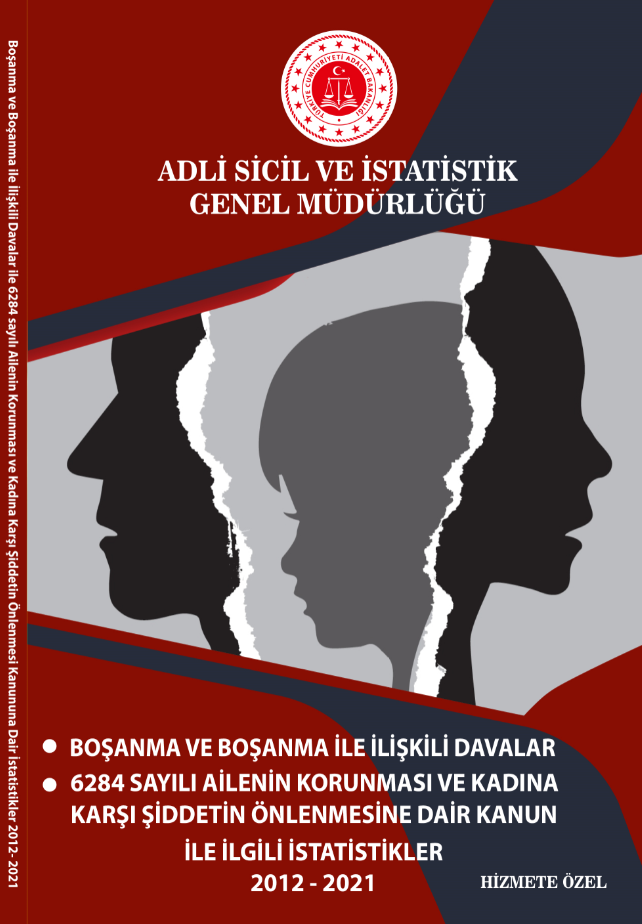 Boşanma ve Boşanma ile İlişkili Davalar ile 6284 sayılı Ailenin Korunması ve Kadına Karşı Şiddetin Önlenmesi Kanununa Dair İstatistikler 2012- 2021
TÜRKİYE CUMHURİYETİ ADALET BAKANLIĞI
ADLİ SİCİL VE İSTATİSTİK
GENEL MÜDÜRLÜĞÜ
● BOŞANMA VE BOŞANMA İLE İLİŞKİLİ DAVALAR
● 6284 SAYILI AİLENİN KORUNMASI VE KADINA
KARŞI ŞİDDETİN ÖNLENMESİNE DAİR KANUN
İLE İLGİLİ İSTATİSTİKLER
2012 - 2021
HİZMETE ÖZEL